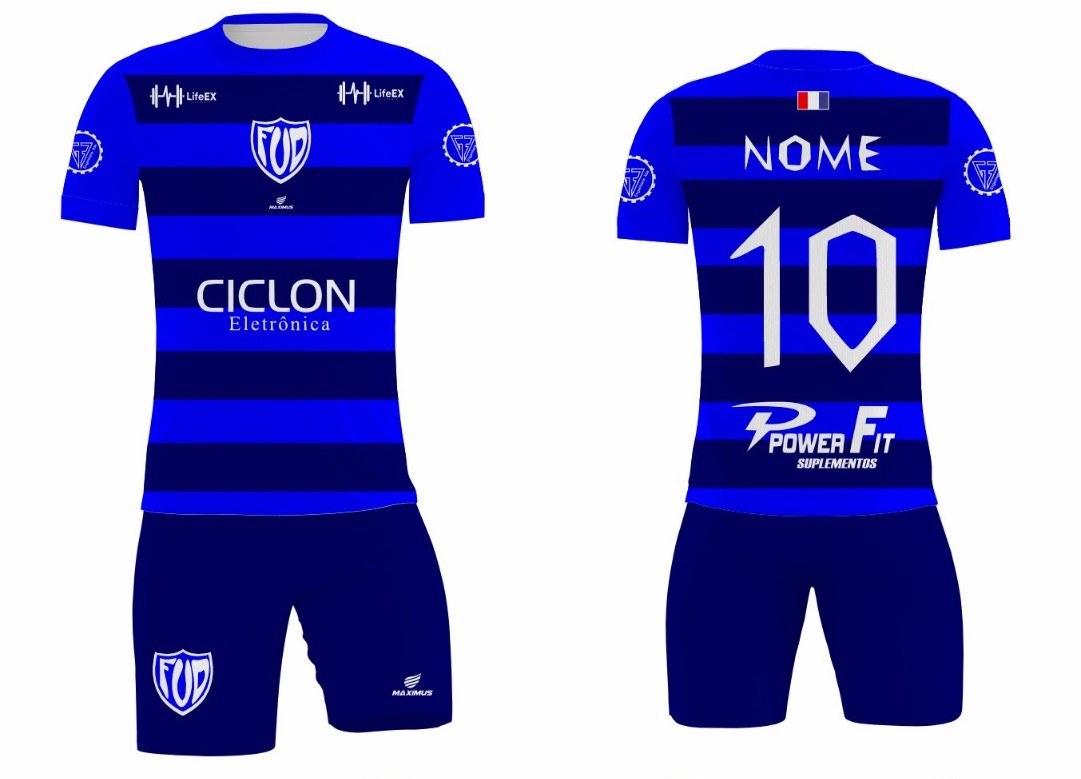 LifeEX
LifeEX
FUD
MAXIMUS
CICLON
Eletrônica
FUD
MAXIMUS
NOME
10
POWER FIT
SUPLEMENTOS